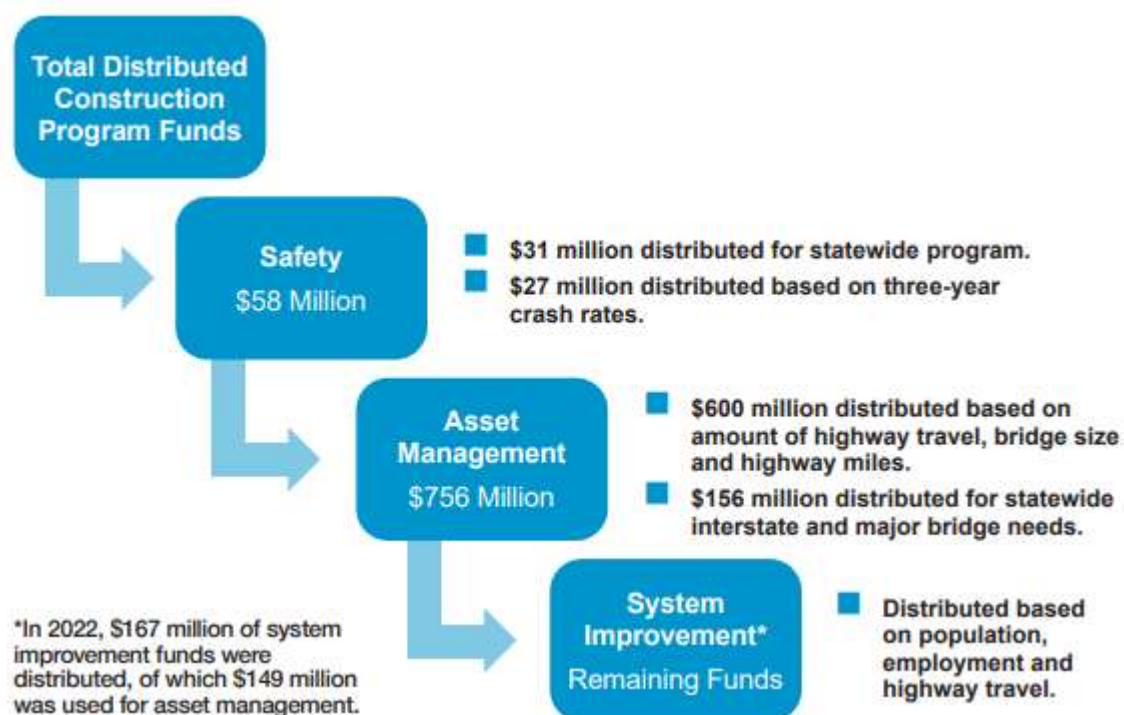 Total Distributed
Construction
Program Funds
Safety
$58 Million
$31 million distributed for statewide program.
$27 million distributed based on three-year
crash rates.
Asset
Management
$756 Million
$600 million distributed based on
amount of highway travel, bridge size
and highway miles.
$156 million distributed for statewide
interstate and major bridge needs.
System
Improvement*
Remaining Funds
Distributed based
on population,
employment and
highway travel.
*In 2022, $167 million of system
improvement funds were
distributed, of which $149 million
was used for asset management.